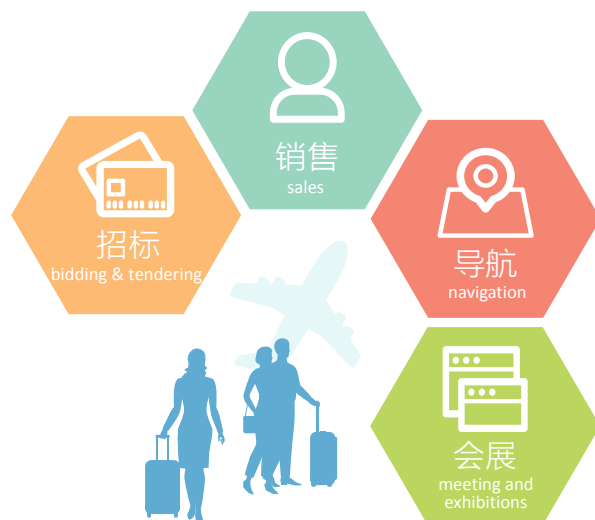 销售
sales
招标
bidding & tendering
导航
navigation
会展
meeting and
exhibitions